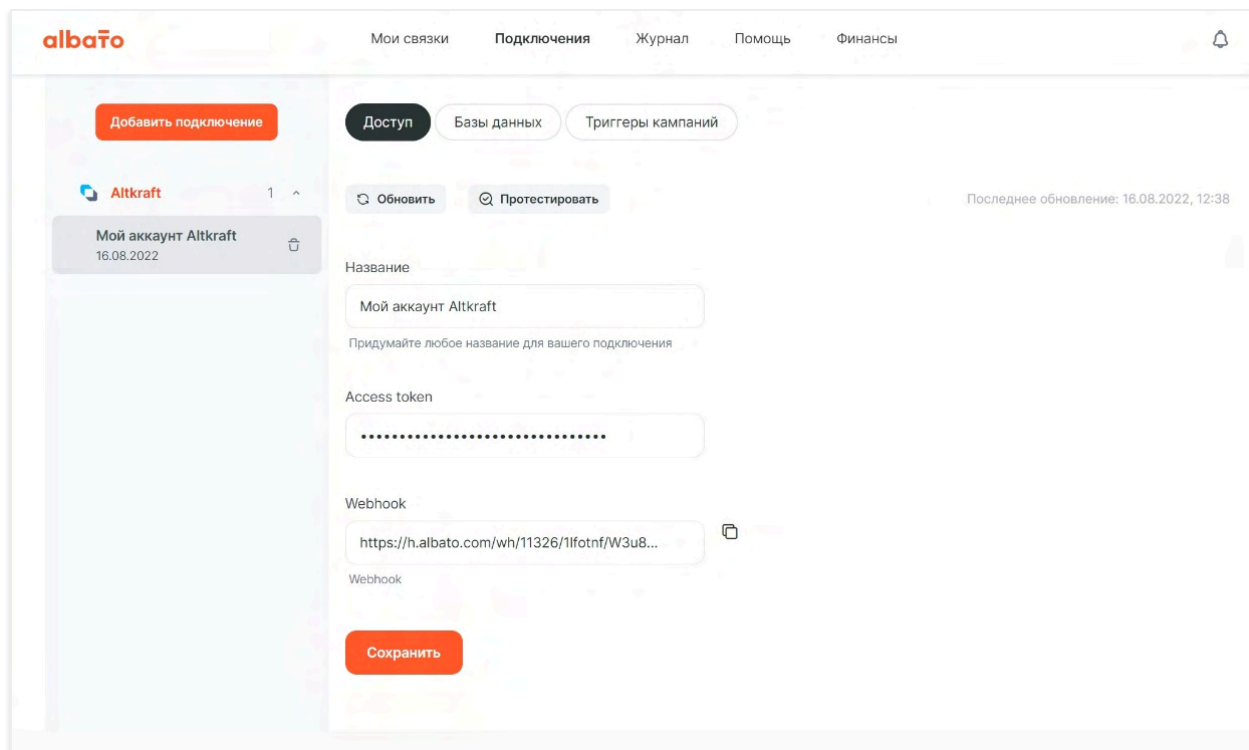 albato
Мои связки Подключения Журнал Помощь Финансы
Добавить подключение
Altkraft 1
Мой аккаунт Altkraft
16.08.2022
Доступ Базы данных Триггеры кампаний
Обновить Протестировать Последнее обновление: 16.08.2022, 12:38
Название
Мой аккаунт Altkraft
Придумайте любое название для вашего подключения
Access token
••••••••••••••••••••••••••••••••
Webhook
https://h.albato.com/wh/11326/1lfotnf/W3u8...
Webhook
Сохранить